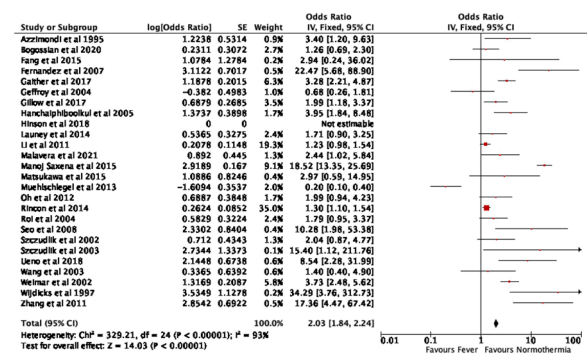 Odds Ratio Odds Ratio
Study or Subgroup log[Odds Ratio] SE Weight IV, Fixed, 95% CI IV, Fixed, 95% CI
Azzimondi et al 1995 1.2238 0.5314 0.9% 3.40 [1.20, 9.63]
Bogossian et al 2020 0.2311 0.3072 2.7% 1.26 [0.69, 2.30]
Fang et al 2015 1.0784 1.2784 0.2% 2.94 [0.24, 36.02]
Fernandez et al 2007 3.1122 0.7017 0.5% 22.47 [5.68, 88.90]
Gaither et al 2017 1.1878 0.2015 6.3% 3.28 [2.21, 4.87]
Geffroy et al 2004 -0.382 0.4983 1.0% 0.68 [0.26, 1.81]
Gillow et al 2017 0.6879 0.2685 3.5% 1.99 [1.18, 3.37]
Hanchaiphiboolkul et al 2005 1.3737 0.3898 1.7% 3.95 [1.84, 8.48]
Hinson et al 2018 0 0 Not estimable
Launey et al 2014 0.5365 0.3275 2.4% 1.71 [0.90, 3.25]
Li et al 2011 0.2078 0.1148 19.3% 1.23 [0.98, 1.54]
Malavera et al 2021 0.892 0.445 1.3% 2.44 [1.02, 5.84]
Manoj Saxena et al 2015 2.9189 0.167 9.1% 18.52 [13.35, 25.69]
Matsukawa et al 2015 1.0886 0.8246 0.4% 2.97 [0.59, 14.95]
Muehlschlegel et al 2013 -1.6094 0.3537 2.0% 0.20 [0.10, 0.40]
Oh et al 2012 0.6887 0.3848 1.7% 1.99 [0.94, 4.23]
Rincon et al 2014 0.2624 0.0852 35.0% 1.30 [1.10, 1.54]
Roi et al 2004 0.5829 0.3224 2.4% 1.79 [0.95, 3.37]
Seo et al 2008 2.3302 0.8404 0.4% 10.28 [1.98, 53.38]
Szczudlik et al 2002 0.712 0.4343 1.3% 2.04 [0.87, 4.77]
Szczudlik et al 2003 2.7344 1.3373 0.1% 15.40 [1.12, 211.76]
Ueno et al 2018 2.1448 0.6738 0.6% 8.54 [2.28, 31.99]
Wang et al 2003 0.3365 0.6392 0.6% 1.40 [0.40, 4.90]
Weimar et al 2002 1.3169 0.2087 5.8% 3.73 [2.48, 5.62]
Wijdicks et al 1997 3.5349 1.1278 0.2% 34.29 [3.76, 312.73]
Zhang et al 2011 2.8542 0.6922 0.5% 17.36 [4.47, 67.42]
Total (95% CI) 100.0% 2.03 [1.84, 2.24]
Heterogeneity: Chi² = 329.21, df = 24 (P < 0.00001); I² = 93%
Test for overall effect: Z = 14.03 (P < 0.00001)
0.01 0.1 1 10 100
Favours Fever Favours Normothermia